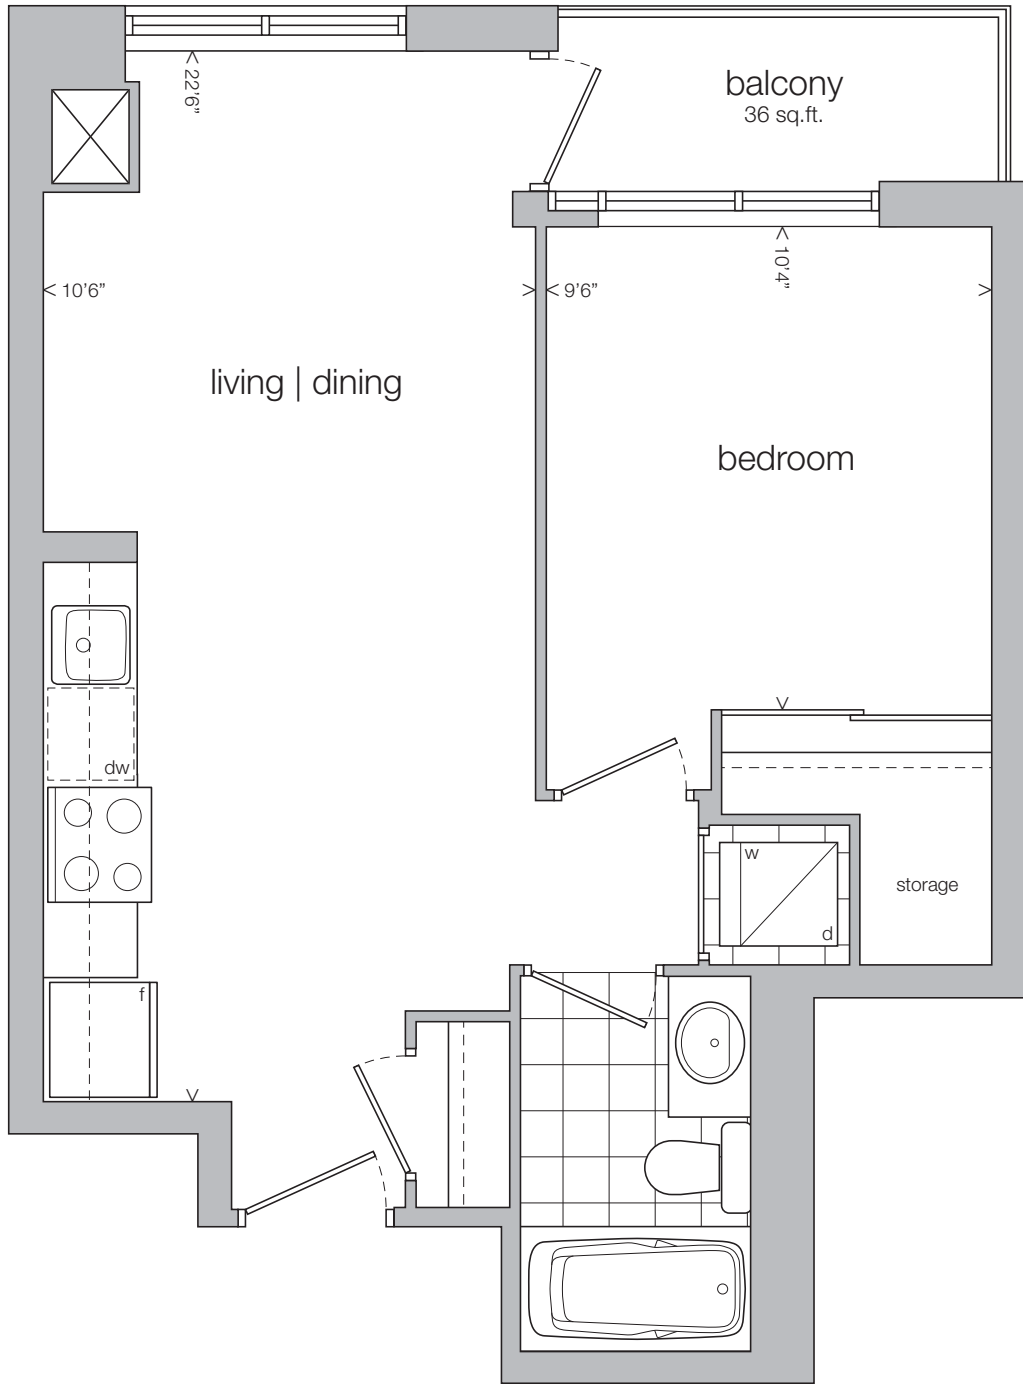 balcony
36 sq.ft.
22'6”
10'6”
9'6”
10'4”
living | dining
bedroom
dw
w
d
storage
f